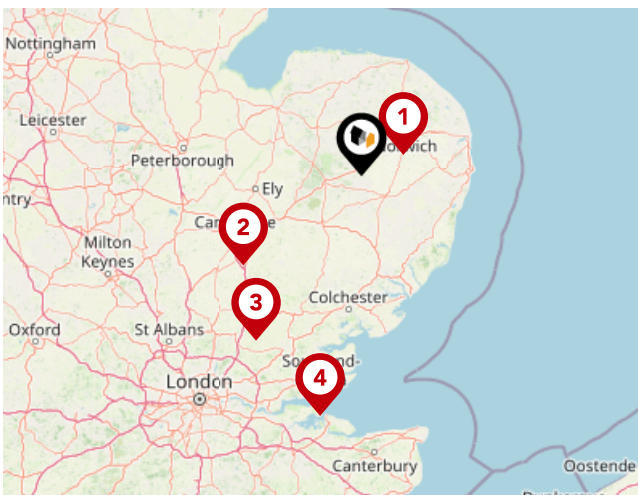 Nottingham
1
Leicester
Peterborough
Ely
2
Milton
Keynes
3
Colchester
Oxford
St Albans
4
London
Canterbury
Oostende